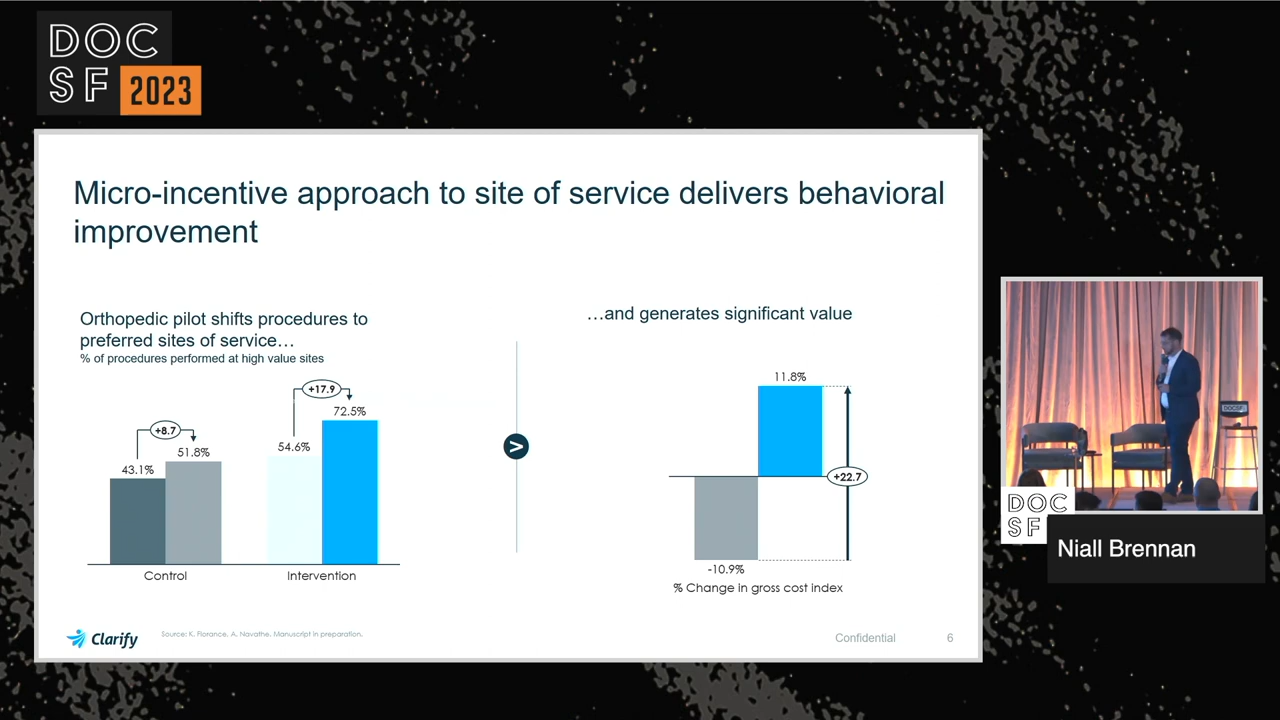 DOC
SF 2023
Micro-incentive approach to site of service delivers behavioral
improvement
Orthopedic pilot shifts procedures to
preferred sites of service…
% of procedures performed at high value sites
+8.7
43.1%
51.8%
Control
+17.9
54.6%
72.5%
Intervention
…and generates significant value
11.8%
+22.7
-10.9%
% Change in gross cost index
Clarify
Source: K. Florance, A. Navathe. Manuscript in preparation.
Confidential
6
DOCSF
DOC
SF
Niall Brennan